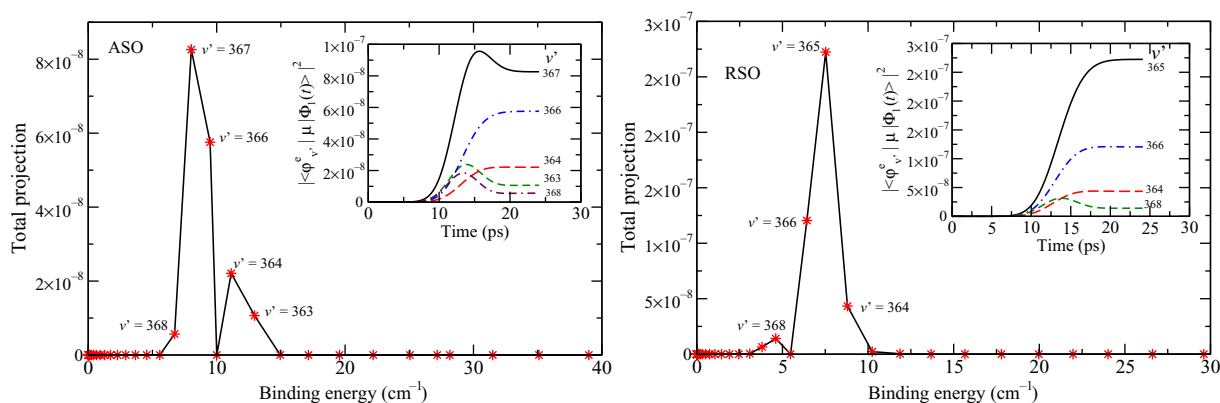 ASO
Total projection
8×10⁻⁸
6×10⁻⁸
4×10⁻⁸
2×10⁻⁸
0
0 10 20 30 40
Binding energy (cm⁻¹)
v' = 367
v' = 366
v' = 364
v' = 363
v' = 368
|<φᵉᵥ' | μ | Φ₁(t)>|²
1×10⁻⁷
8×10⁻⁸
6×10⁻⁸
4×10⁻⁸
2×10⁻⁸
0
v'
367
366
364
363
368
0 10 20 30
Time (ps)
RSO
Total projection
3×10⁻⁷
2×10⁻⁷
2×10⁻⁷
2×10⁻⁷
1×10⁻⁷
5×10⁻⁸
0
0 5 10 15 20 25 30
Binding energy (cm⁻¹)
v' = 365
v' = 366
v' = 364
v' = 368
|<φᵉᵥ' | μ | Φ₁(t)>|²
3×10⁻⁷
2×10⁻⁷
2×10⁻⁷
1×10⁻⁷
5×10⁻⁸
0
v'
365
366
364
368
0 5 10 15 20 25 30
Time (ps)